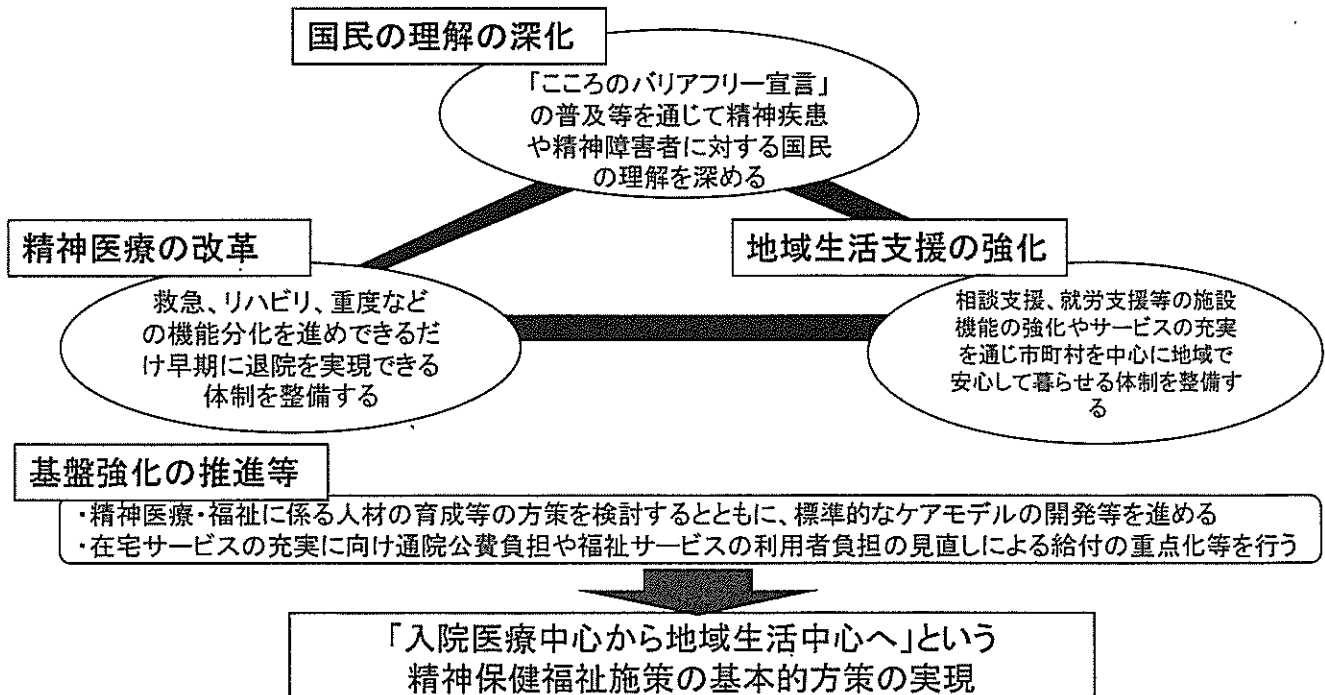 国民の理解の深化
「こころのバリアフリー宣言」
の普及等を通じて精神疾患
や精神障害者に対する国民
の理解を深める
精神医療の改革
救急、リハビリ、重度など
の機能分化を進めできるだ
け早期に退院を実現できる
体制を整備する
地域生活支援の強化
相談支援、就労支援等の施設
機能の強化やサービスの充実
を通じ市町村を中心に地域で
安心して暮らせる体制を整備す
る
基盤強化の推進等
・精神医療・福祉に係る人材の育成等の方策を検討するとともに、標準的なケアモデルの開発等を進める
・在宅サービスの充実に向け通院公費負担や福祉サービスの利用者負担の見直しによる給付の重点化等を行う
「入院医療中心から地域生活中心へ」という
精神保健福祉施策の基本的方策の実現